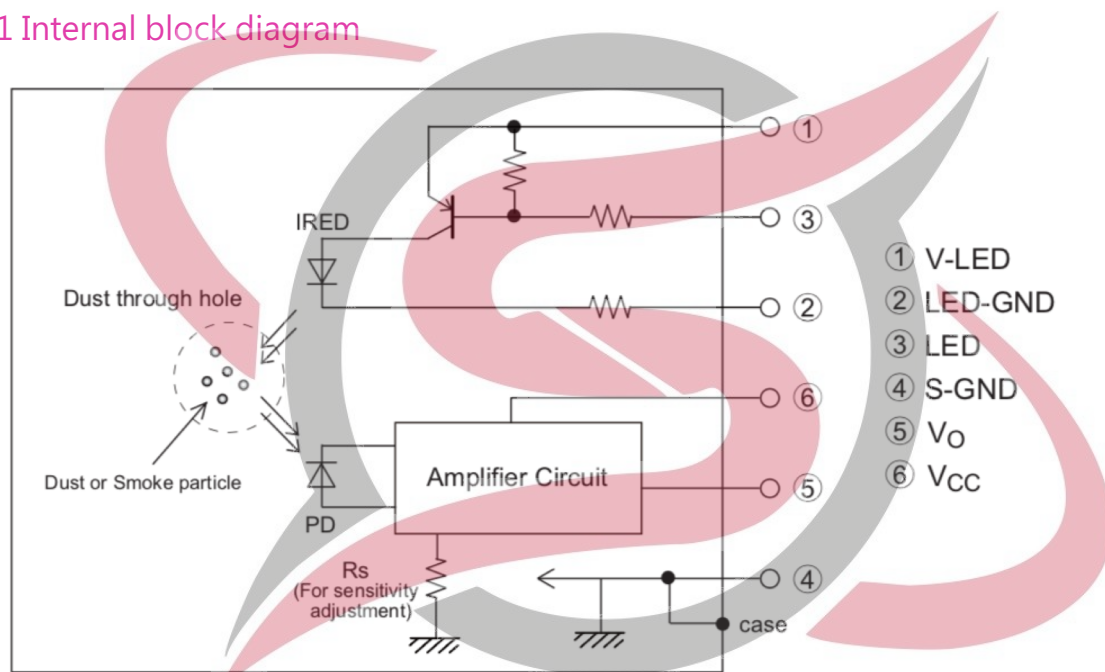 1 Internal block diagram
①
IRED
③
① V-LED
Dust through hole
②
② LED-GND
③ LED
⑥
④ S-GND
⑤ VO
Amplifier Circuit
⑤
⑥ VCC
Dust or Smoke particle
PD
Rs
(For sensitivity
adjustment)
④
case